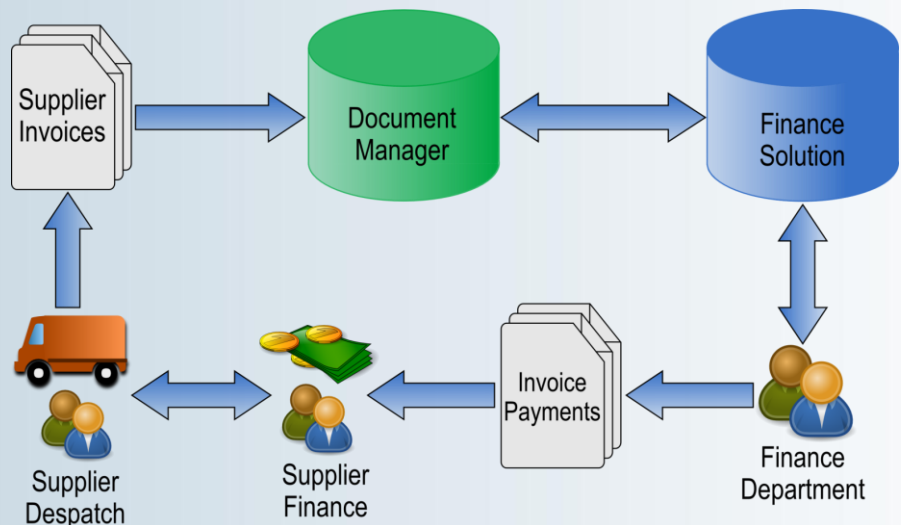 Supplier
Invoices
Document
Manager
Finance
Solution
Supplier
Despatch
Supplier
Finance
Invoice
Payments
Finance
Department